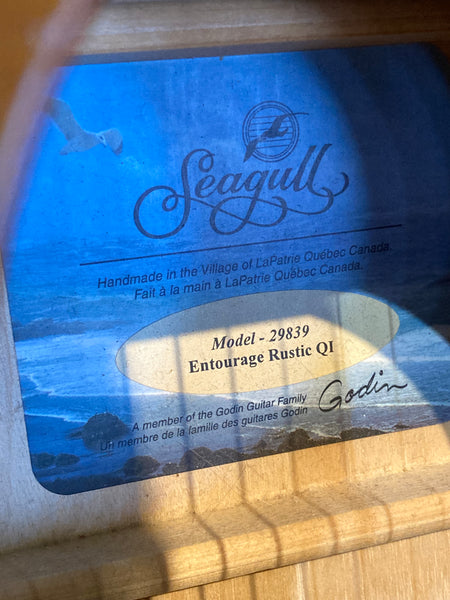 Seagull
Handmade in the Village of LaPatrie Québec Canada.
Fait à la main à LaPatrie Québec Canada.
Model - 29839
Entourage Rustic QI
A member of the Godin Guitar Family
Un membre de la famille des guitares Godin
Godin